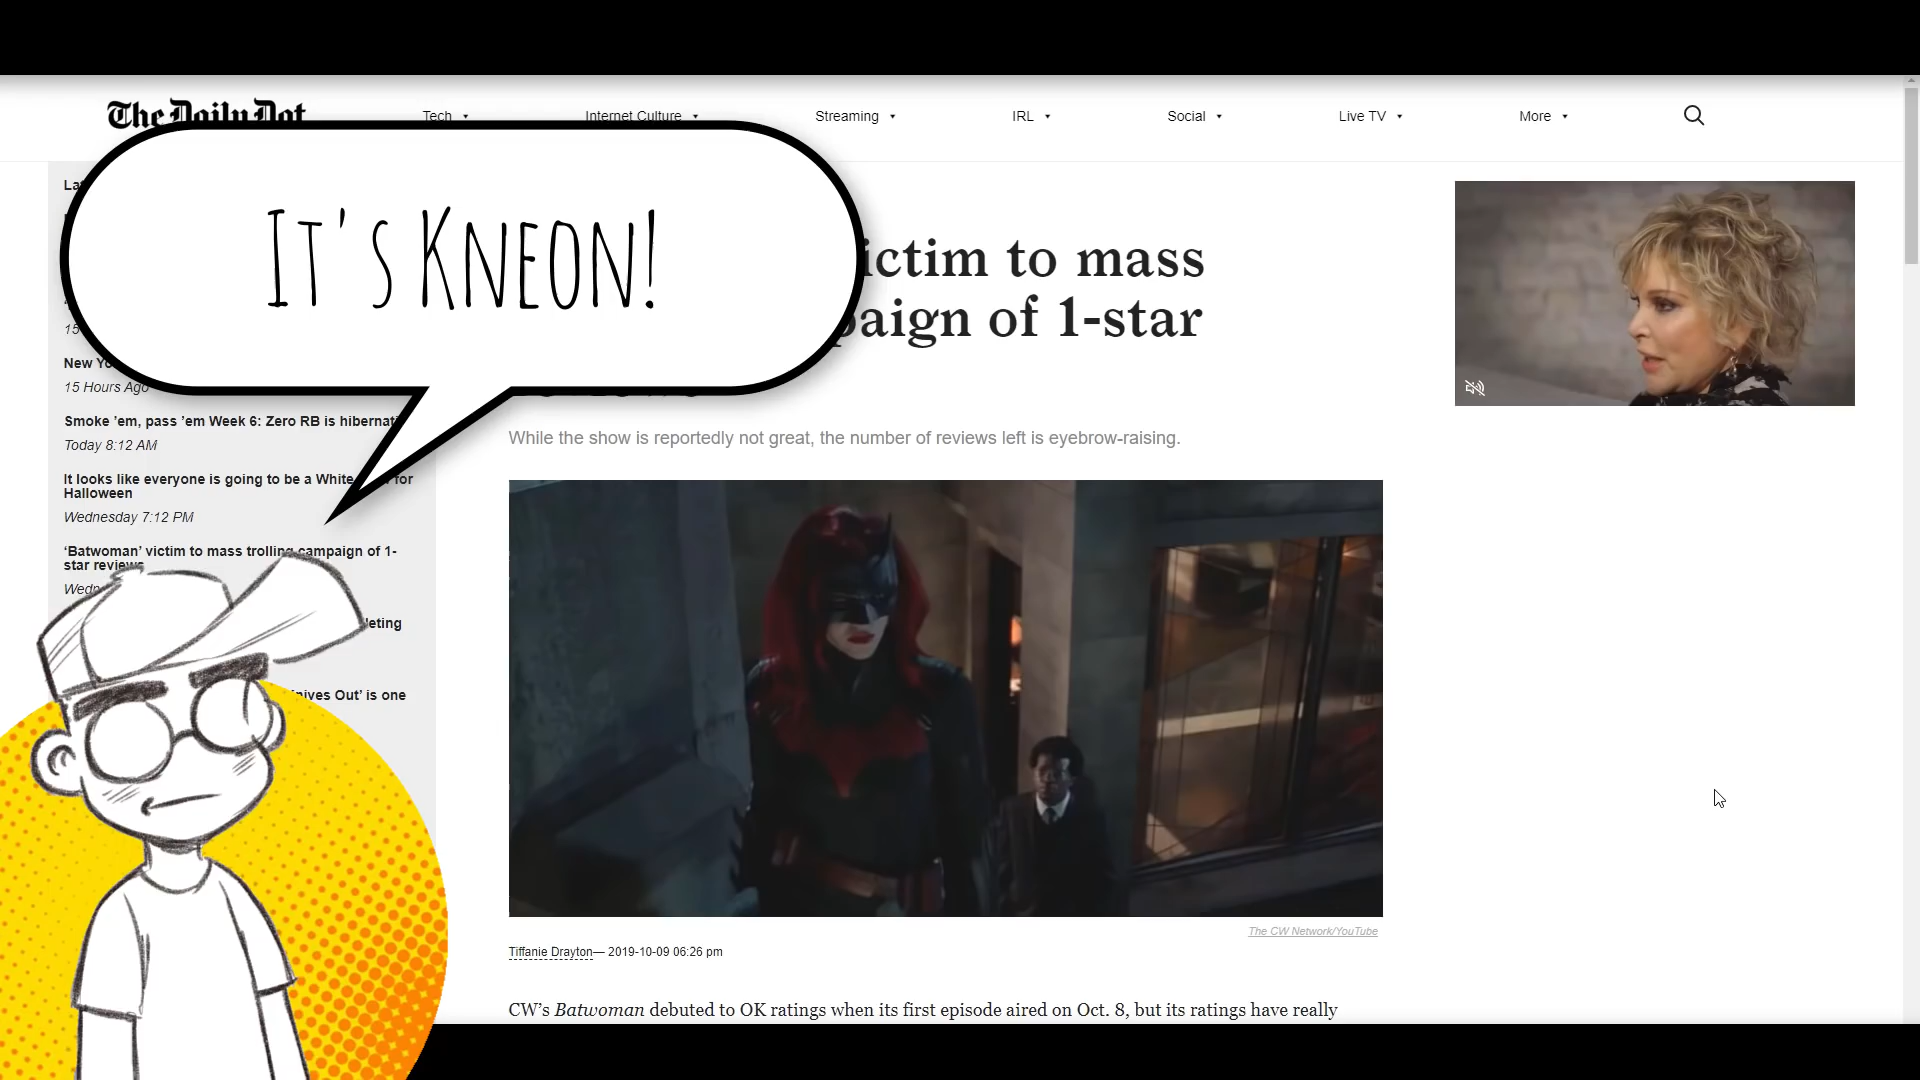 The Daily Dot
Tech
Internet Culture
Streaming
IRL
Social
Live TV
More
It's Kneon!
ictim to mass
paign of 1-star
While the show is reportedly not great, the number of reviews left is eyebrow-raising.
15
New Yo
15 Hours Ago
Smoke ’em, pass ’em Week 6: Zero RB is hibernati
Today 8:12 AM
It looks like everyone is going to be a White for
Halloween
Wednesday 7:12 PM
‘Batwoman’ victim to mass trolling campaign of 1-
star reviews
Wedn
leting
nives Out’ is one
The CW Network/YouTube
Tiffanie Drayton— 2019-10-09 06:26 pm
CW’s Batwoman debuted to OK ratings when its first episode aired on Oct. 8, but its ratings have really